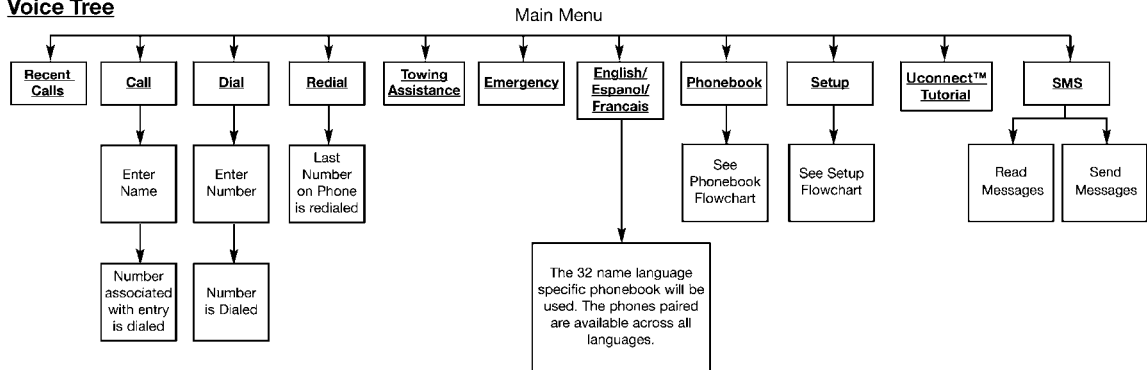 Voice Tree
Main Menu
Recent
Calls
Call
Dial
Redial
Towing
Assistance
Emergency
English/
Espanol/
Francais
Phonebook
Setup
Uconnect™
Tutorial
SMS
Enter
Name
Enter
Number
Last
Number
on Phone
is redialed
See
Phonebook
Flowchart
See Setup
Flowchart
Read
Messages
Send
Messages
Number
associated
with entry
is dialed
Number
is Dialed
The 32 name language
specific phonebook will be
used. The phones paired
are available across all
languages.